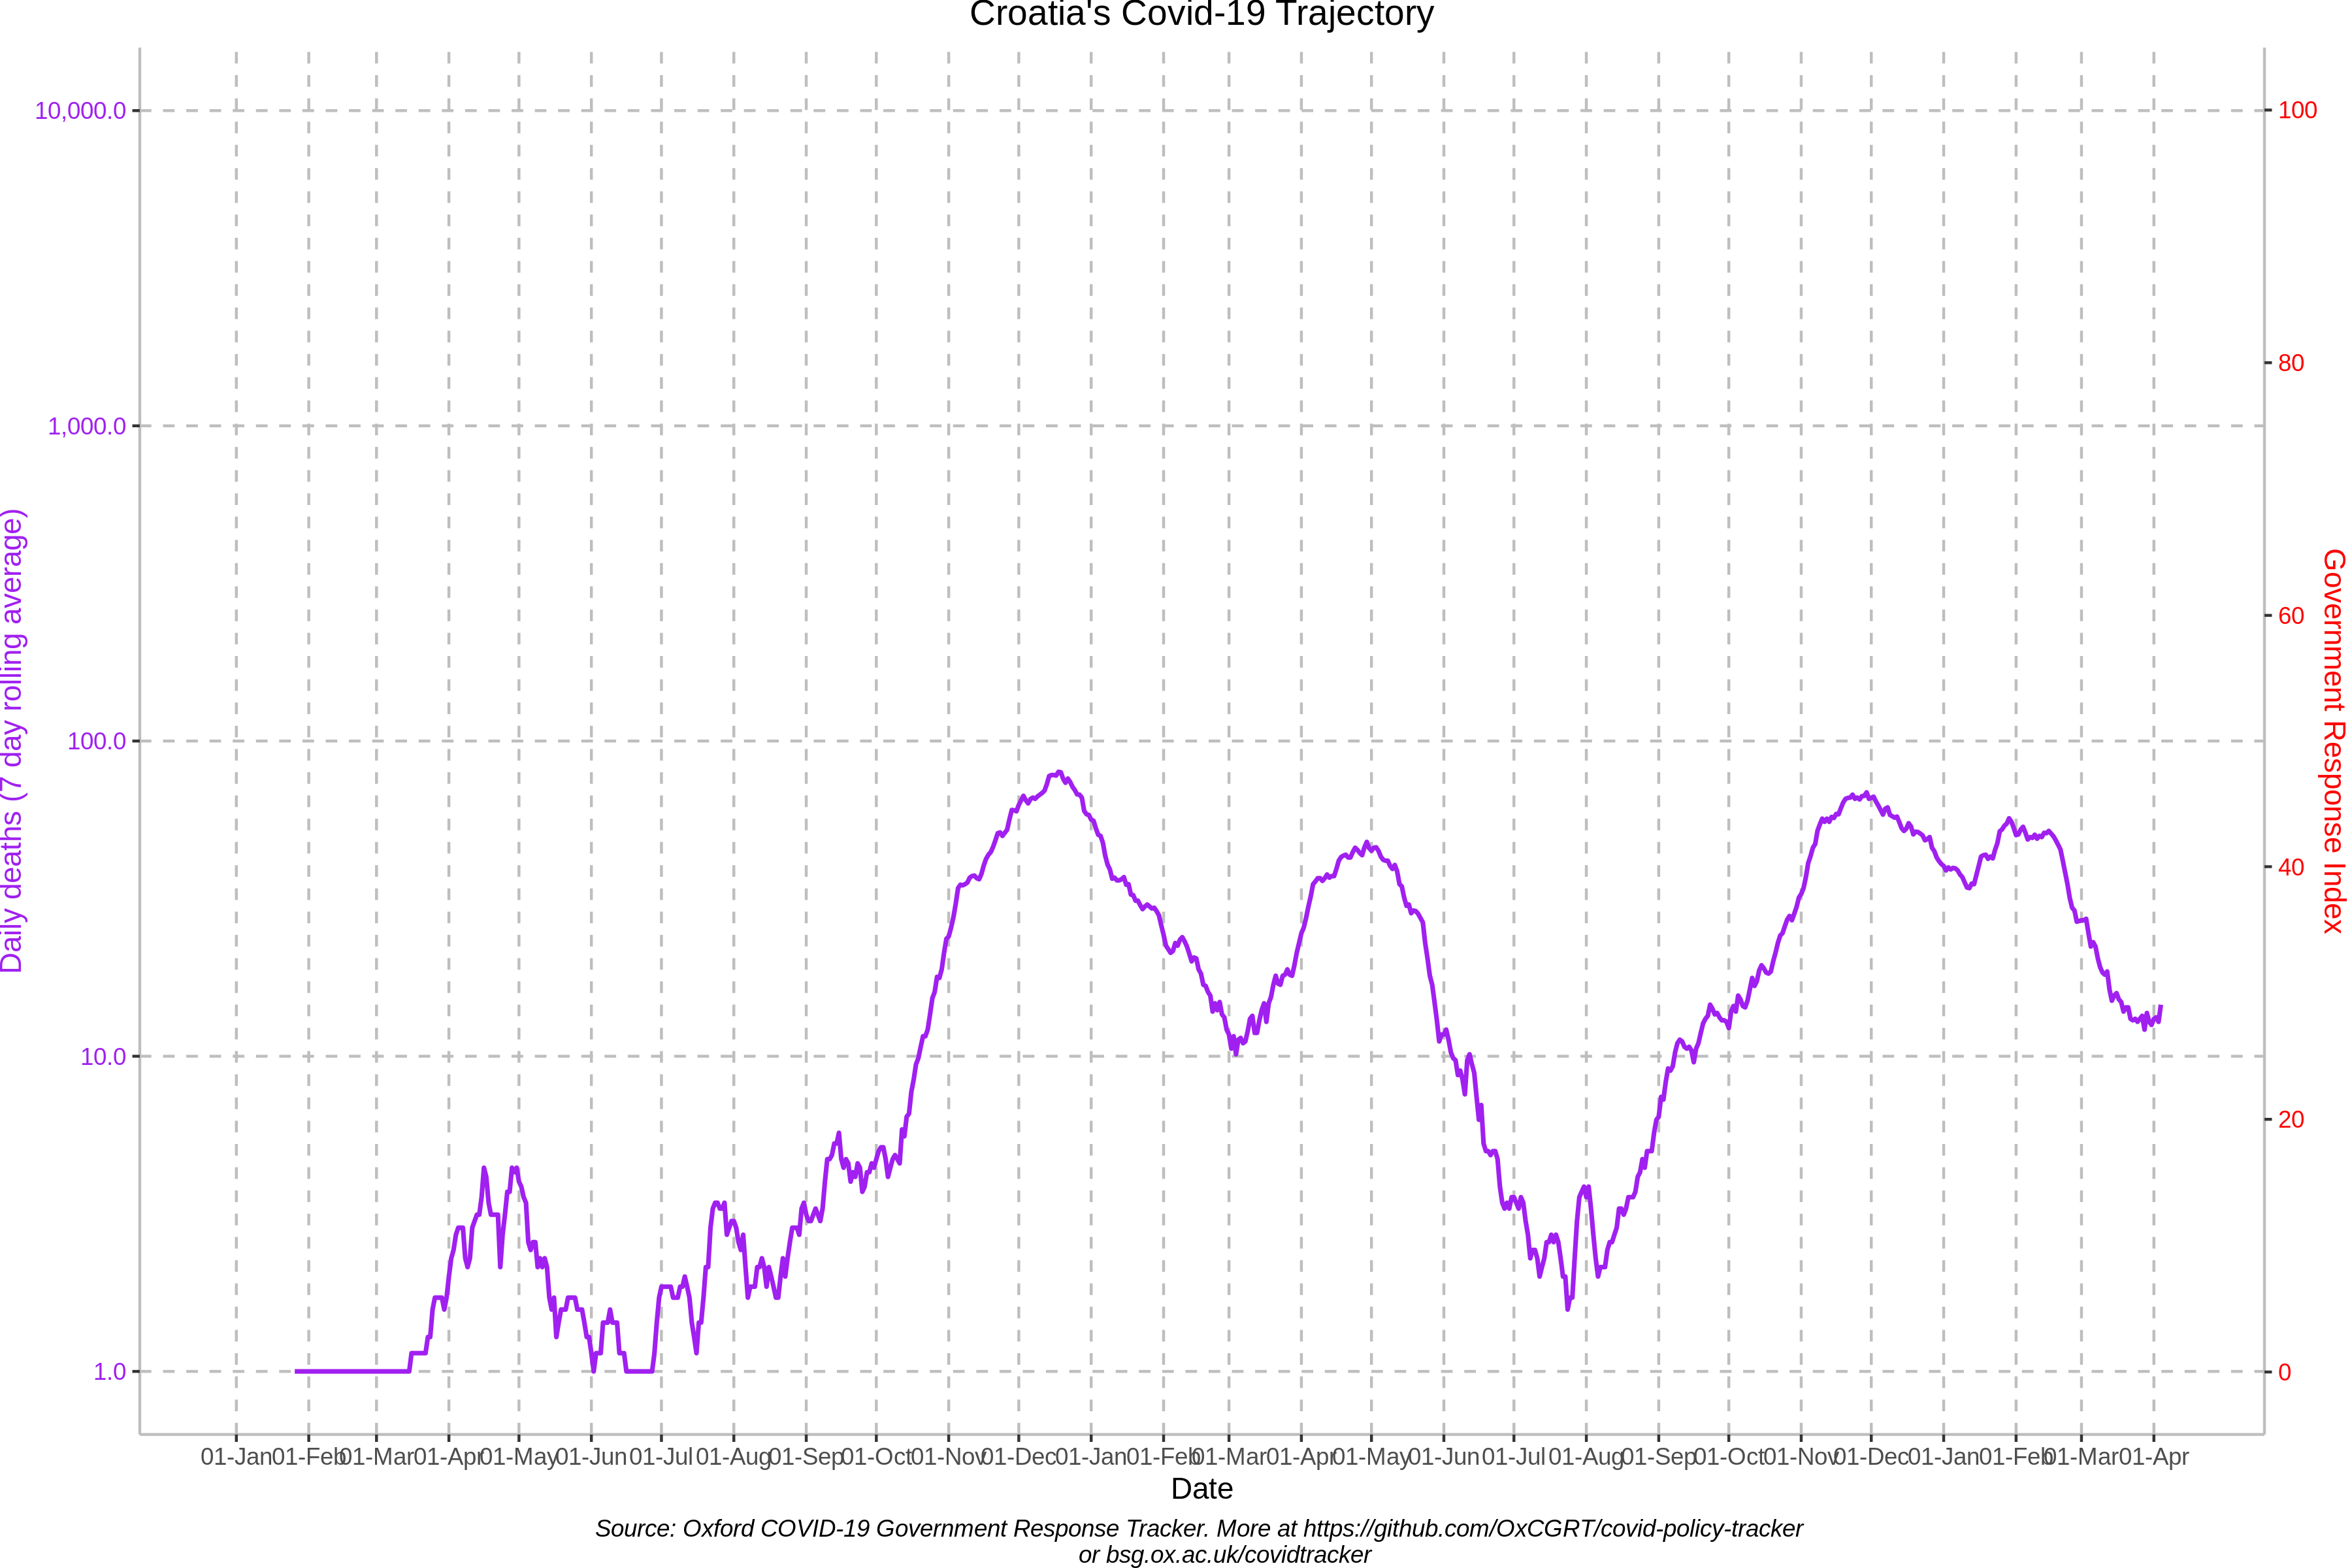 Croatia's Covid-19 Trajectory
Daily deaths (7 day rolling average)
10,000.0
1,000.0
100.0
10.0
1.0
Government Response Index
100
80
60
40
20
0
01-Jan 01-Feb 01-Mar 01-Apr 01-May 01-Jun 01-Jul 01-Aug 01-Sep 01-Oct 01-Nov 01-Dec 01-Jan 01-Feb 01-Mar 01-Apr 01-May 01-Jun 01-Jul 01-Aug 01-Sep 01-Oct 01-Nov 01-Dec 01-Jan 01-Feb 01-Mar 01-Apr
Date
Source: Oxford COVID-19 Government Response Tracker. More at https://github.com/OxCGRT/covid-policy-tracker
or bsg.ox.ac.uk/covidtracker